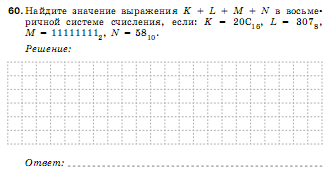 60. Найдите значение выражения K + L + M + N в восьме-
ричной системе счисления, если: K = 20C₁₆, L = 307₈,
M = 11111111₂, N = 58₁₀.
Решение:
Ответ: